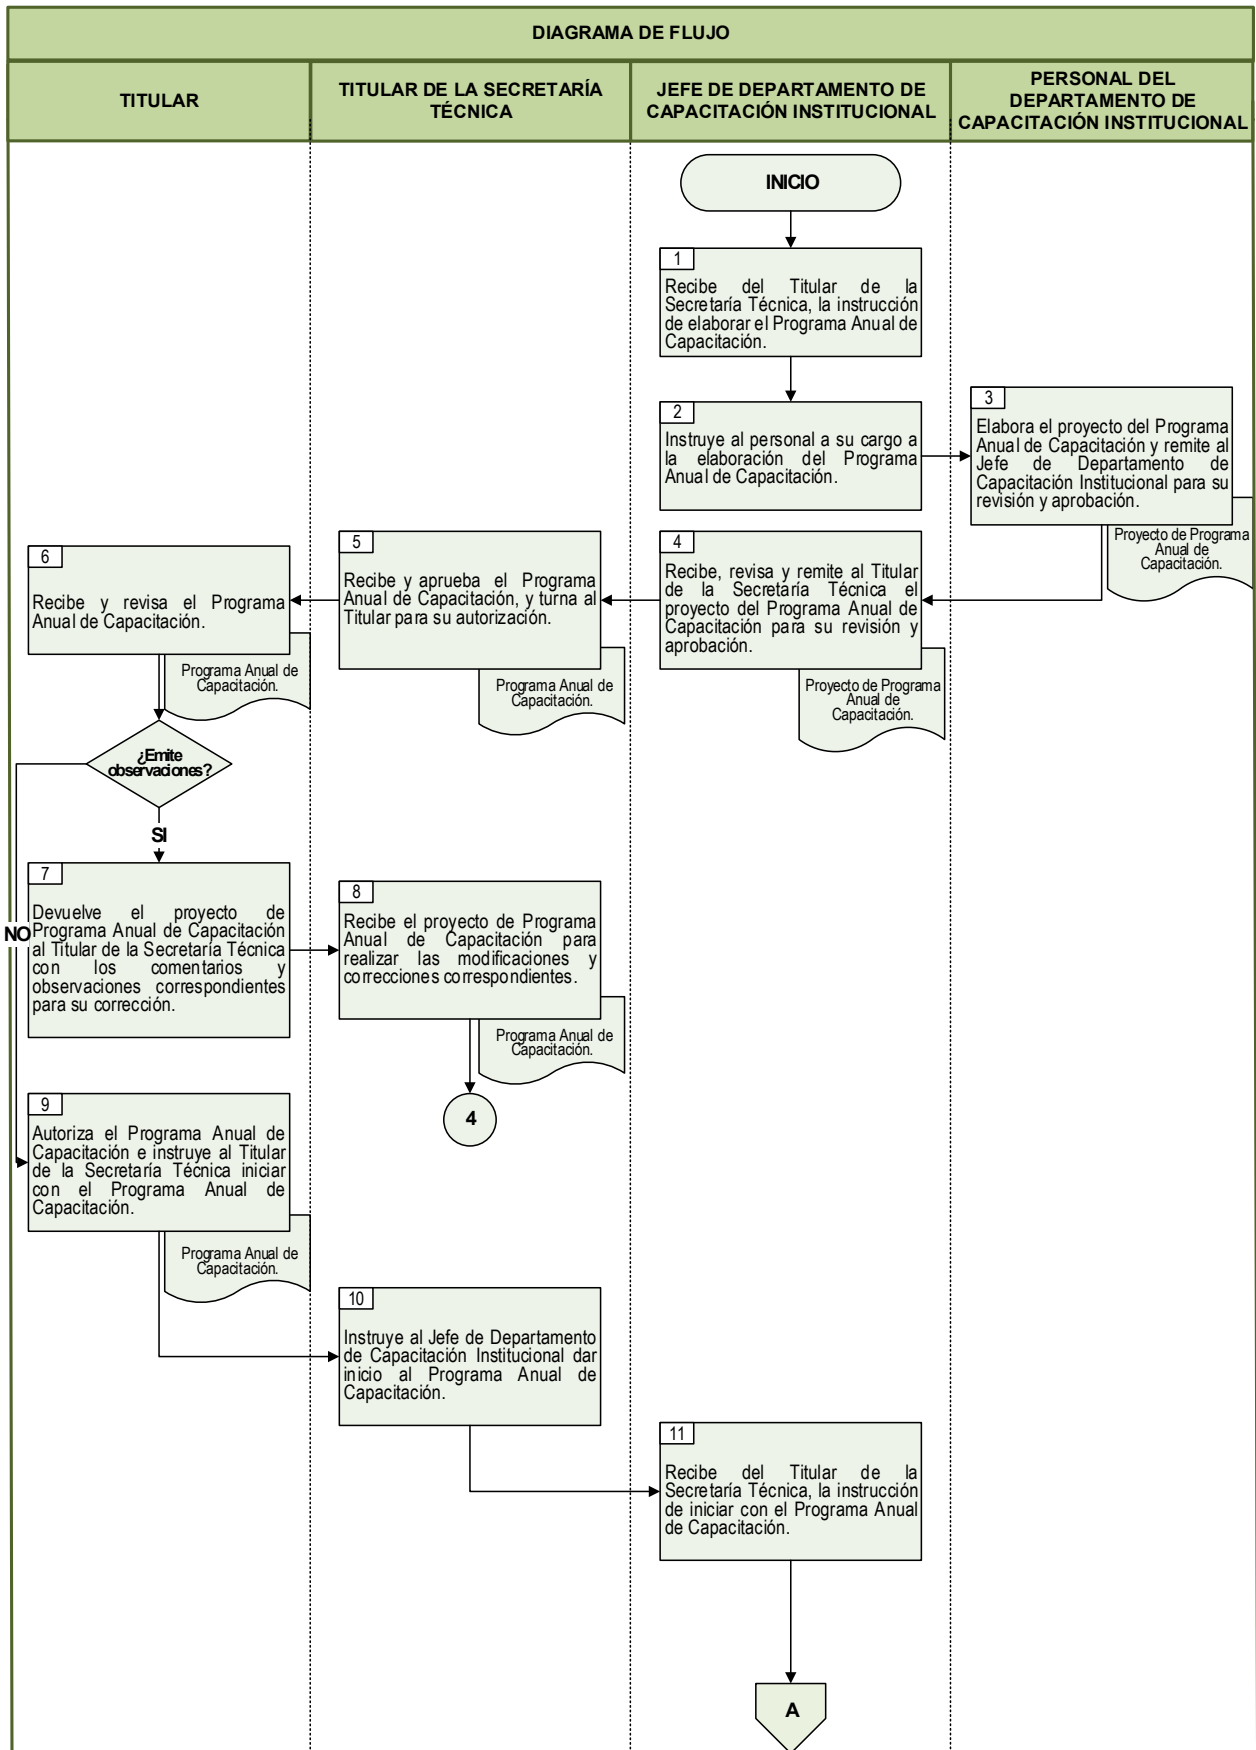 DIAGRAMA DE FLUJO
TITULAR
TITULAR DE LA SECRETARÍA
TÉCNICA
JEFE DE DEPARTAMENTO DE
CAPACITACIÓN INSTITUCIONAL
PERSONAL DEL
DEPARTAMENTO DE
CAPACITACIÓN INSTITUCIONAL
INICIO
1
Recibe del Titular de la
Secretaría Técnica, la instrucción
de elaborar el Programa Anual de
Capacitación.
2
Instruye al personal a su cargo a
la elaboración del Programa
Anual de Capacitación.
3
Elabora el proyecto del Programa
Anual de Capacitación y remite al
Jefe de Departamento de
Capacitación Institucional para su
revisión y aprobación.
Proyecto de Programa
Anual de
Capacitación.
4
Recibe, revisa y remite al Titular
de la Secretaría Técnica el
proyecto del Programa Anual de
Capacitación para su revisión y
aprobación.
Proyecto de Programa
Anual de
Capacitación.
5
Recibe y aprueba el Programa
Anual de Capacitación, y turna al
Titular para su autorización.
Programa Anual de
Capacitación.
6
Recibe y revisa el Programa
Anual de Capacitación.
Programa Anual de
Capacitación.
¿Emite
observaciones?
SI
NO
7
Devuelve el proyecto de
Programa Anual de Capacitación
al Titular de la Secretaría Técnica
con los comentarios y
observaciones correspondientes
para su corrección.
8
Recibe el proyecto de Programa
Anual de Capacitación para
realizar las modificaciones y
correcciones correspondientes.
Programa Anual de
Capacitación.
4
9
Autoriza el Programa Anual de
Capacitación e instruye al Titular
de la Secretaría Técnica iniciar
con el Programa Anual de
Capacitación.
Programa Anual de
Capacitación.
10
Instruye al Jefe de Departamento
de Capacitación Institucional dar
inicio al Programa Anual de
Capacitación.
11
Recibe del Titular de la
Secretaría Técnica, la instrucción
de iniciar con el Programa Anual
de Capacitación.
A